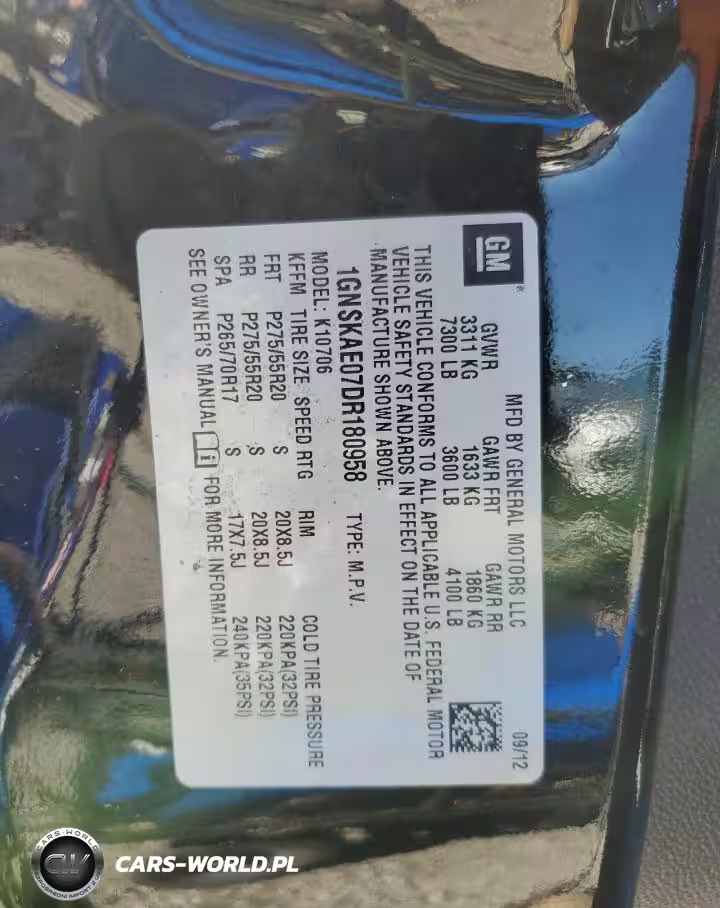 GM
®
MFD BY GENERAL MOTORS LLC 09/12
GVWR GAWR FRT GAWR RR
3311 KG 1633 KG 1860 KG
7300 LB 3600 LB 4100 LB
THIS VEHICLE CONFORMS TO ALL APPLICABLE U.S. FEDERAL MOTOR
VEHICLE SAFETY STANDARDS IN EFFECT ON THE DATE OF
MANUFACTURE SHOWN ABOVE.
1GNSKAE07DR180958 TYPE: M.P.V.
MODEL: K10706
KFFM TIRE SIZE SPEED RTG RIM COLD TIRE PRESSURE
FRT P275/55R20 S 20X8.5J 220KPA(32PSI)
RR P275/55R20 S 20X8.5J 220KPA(32PSI)
SPA P265/70R17 S 17X7.5J 240KPA(35PSI)
SEE OWNER'S MANUAL i FOR MORE INFORMATION.
CARS-WORLD
CW
CARS-WORLD.PL